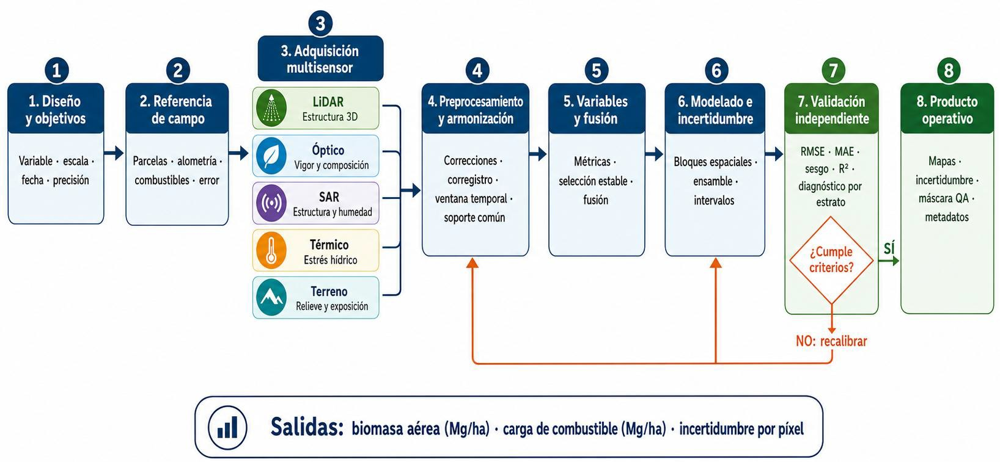 1
1. Diseño
y objetivos
Variable · escala ·
fecha · precisión
2
2. Referencia
de campo
Parcelas · alometría ·
combustibles · error
3
3. Adquisición
multisensor
LiDAR
Estructura 3D
Óptico
Vigor y composición
SAR
Estructura y humedad
Térmico
Estrés hídrico
Terreno
Relieve y exposición
4
4. Preprocesamiento
y armonización
Correcciones ·
corregistro ·
ventana temporal ·
soporte común
5
5. Variables
y fusión
Métricas ·
selección estable ·
fusión
6
6. Modelado e
incertidumbre
Bloques espaciales ·
ensamble ·
intervalos
7
7. Validación
independiente
RMSE · MAE ·
sesgo · R² ·
diagnóstico por
estrato
¿Cumple
criterios?
SÍ
NO: recalibrar
8
8. Producto
operativo
Mapas ·
incertidumbre ·
máscara QA ·
metadatos
Salidas: biomasa aérea (Mg/ha) · carga de combustible (Mg/ha) · incertidumbre por píxel